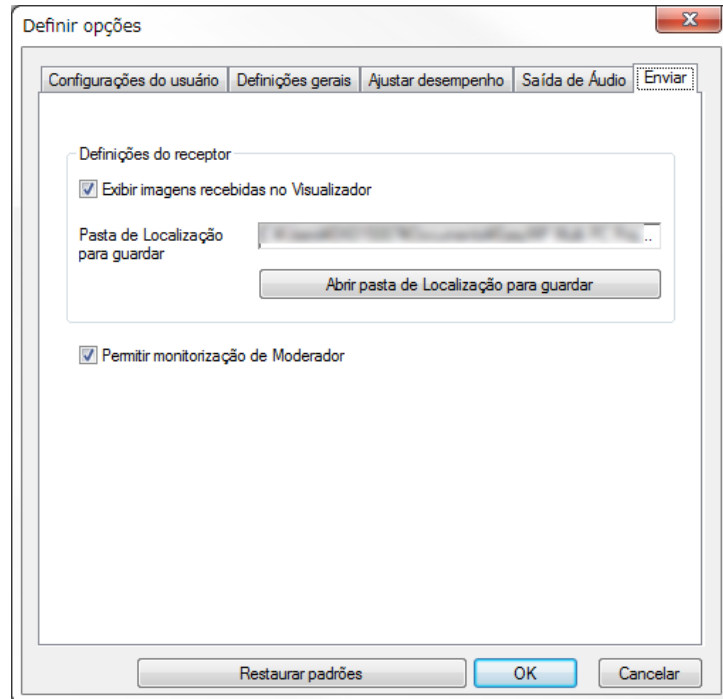 Definir opções
Configurações do usuário Definições gerais Ajustar desempenho Saída de Áudio Enviar
Definições do receptor
Exibir imagens recebidas no Visualizador
Pasta de Localização
para guardar
..
Abrir pasta de Localização para guardar
Permitir monitorização de Moderador
Restaurar padrões OK Cancelar